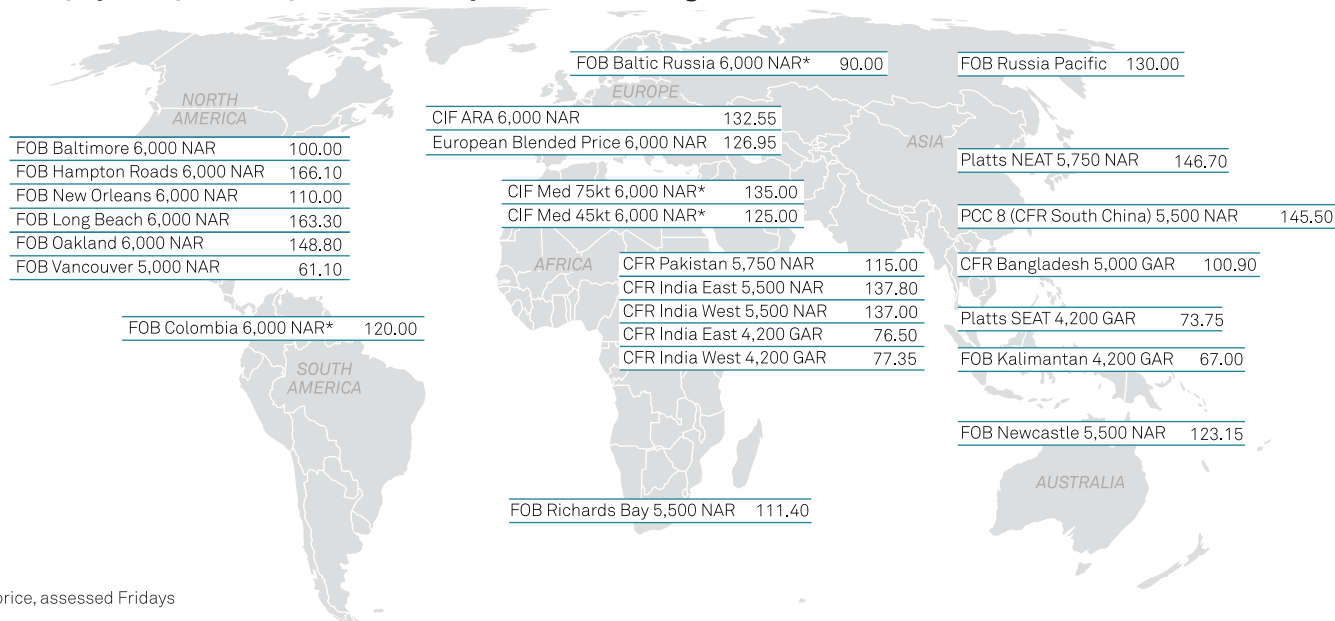 FOB Baltic Russia 6,000 NAR* 90.00
FOB Russia Pacific 130.00
NORTH
AMERICA
EUROPE
ASIA
CIF ARA 6,000 NAR 132.55
European Blended Price 6,000 NAR 126.95
FOB Baltimore 6,000 NAR 100.00
FOB Hampton Roads 6,000 NAR 166.10
FOB New Orleans 6,000 NAR 110.00
FOB Long Beach 6,000 NAR 163.30
FOB Oakland 6,000 NAR 148.80
FOB Vancouver 5,000 NAR 61.10
Platts NEAT 5,750 NAR 146.70
CIF Med 75kt 6,000 NAR* 135.00
CIF Med 45kt 6,000 NAR* 125.00
PCC 8 (CFR South China) 5,500 NAR 145.50
AFRICA
CFR Pakistan 5,750 NAR 115.00
CFR India East 5,500 NAR 137.80
CFR India West 5,500 NAR 137.00
CFR India East 4,200 GAR 76.50
CFR India West 4,200 GAR 77.35
CFR Bangladesh 5,000 GAR 100.90
Platts SEAT 4,200 GAR 73.75
FOB Kalimantan 4,200 GAR 67.00
FOB Colombia 6,000 NAR* 120.00
SOUTH
AMERICA
FOB Newcastle 5,500 NAR 123.15
AUSTRALIA
FOB Richards Bay 5,500 NAR 111.40
price, assessed Fridays